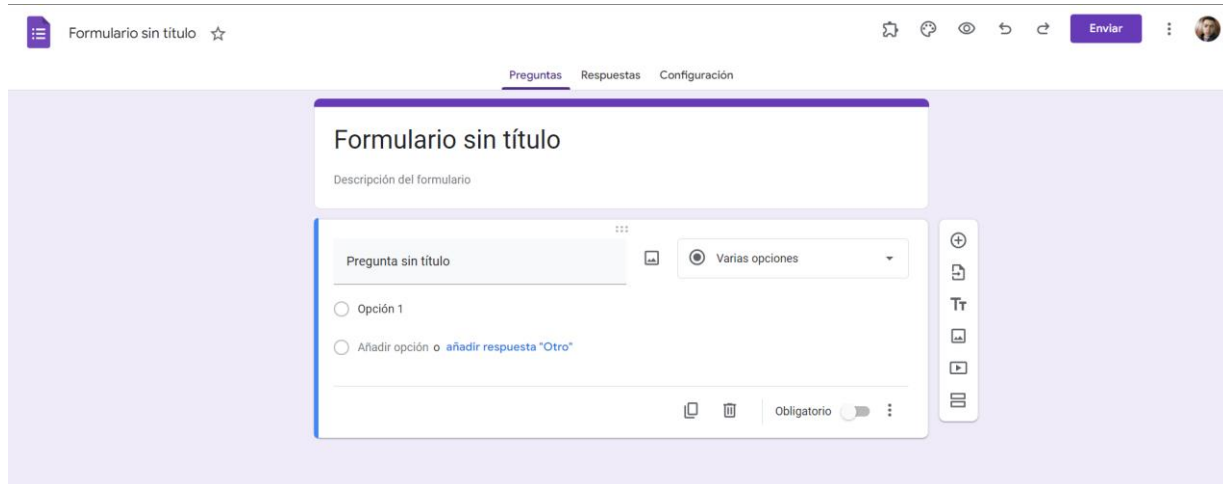 Formulario sin título
Enviar
Preguntas Respuestas Configuración
Formulario sin título
Descripción del formulario
Pregunta sin título
Varias opciones
Opción 1
Añadir opción o añadir respuesta "Otro"
Obligatorio